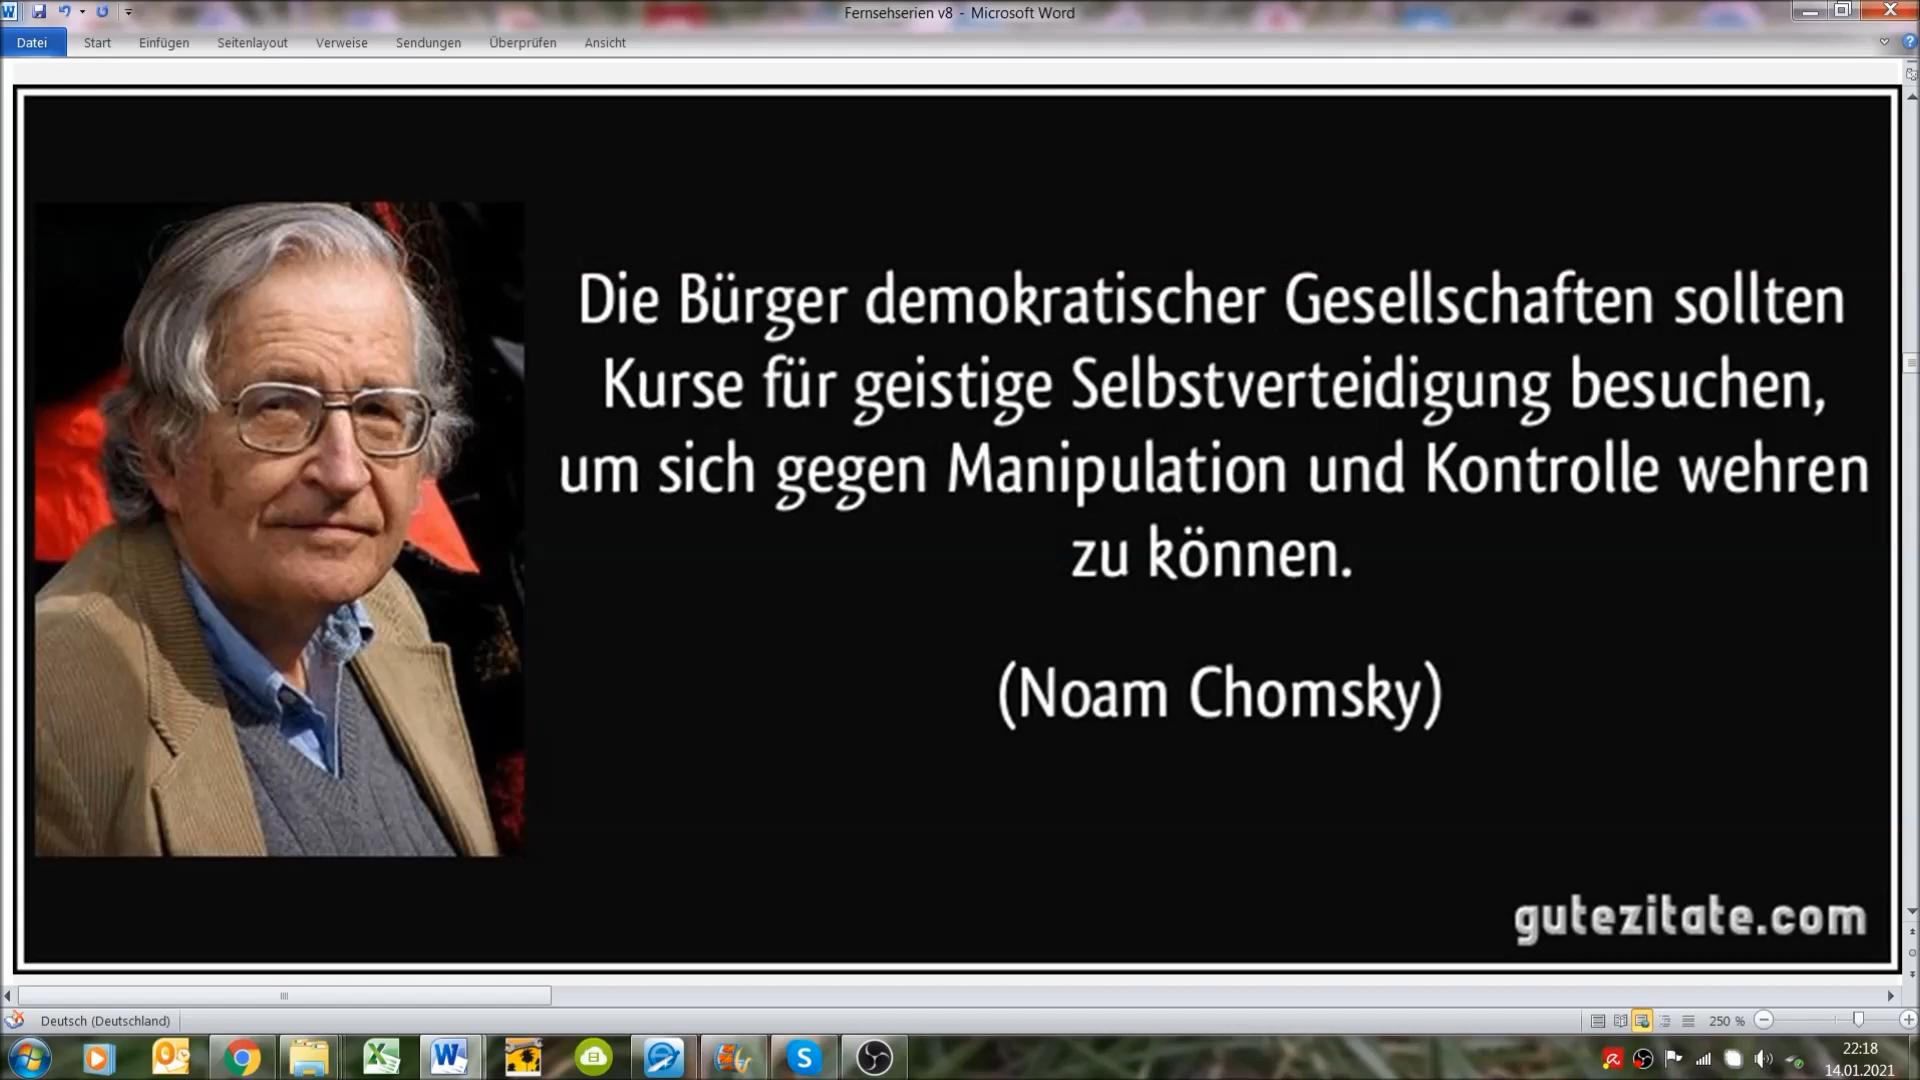 Fernsehserien v8 - Microsoft Word
Datei Start Einfügen Seitenlayout Verweise Sendungen Überprüfen Ansicht
Die Bürger demokratischer Gesellschaften sollten
Kurse für geistige Selbstverteidigung besuchen,
um sich gegen Manipulation und Kontrolle wehren
zu können.
(Noam Chomsky)
gutezitate.com
Deutsch (Deutschland) 250 %
22:18
14.01.2021